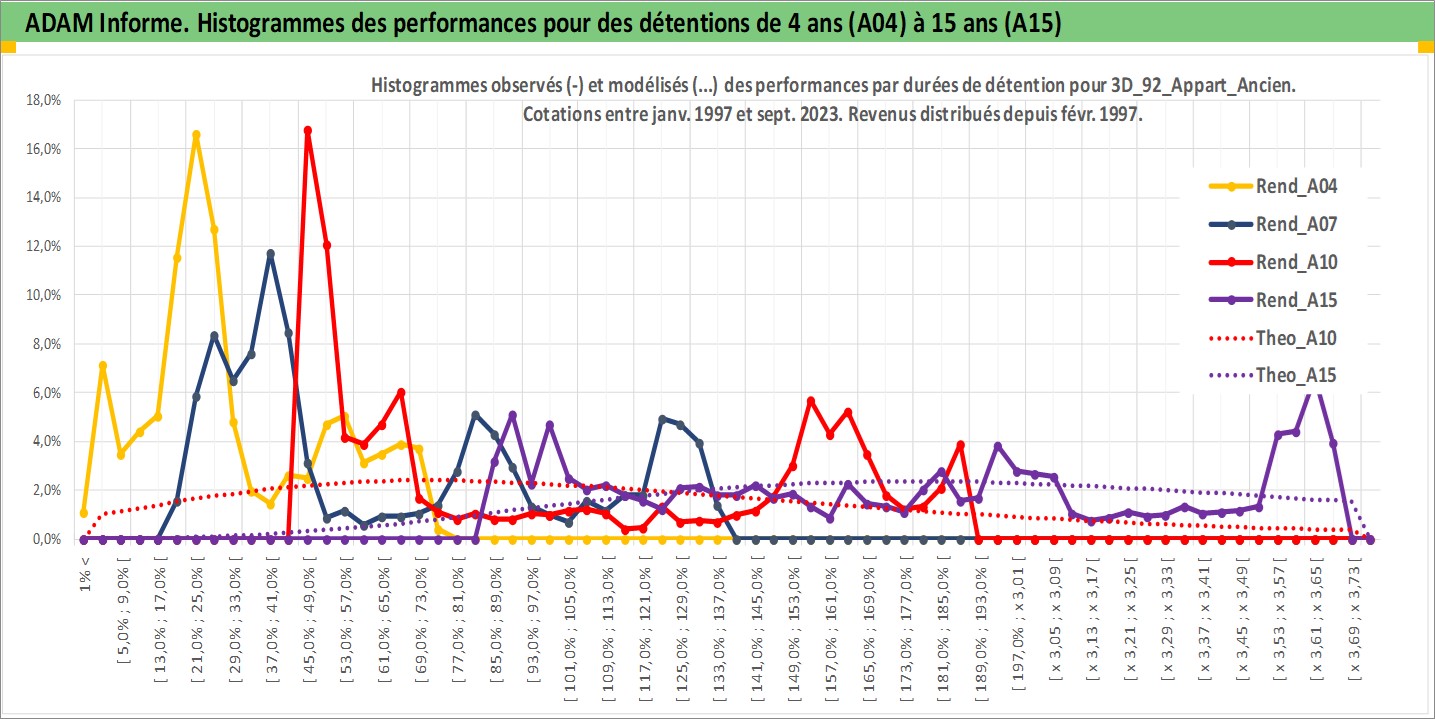 ADAM Informe. Histogrammes des performances pour des détentions de 4 ans (A04) à 15 ans (A15)
Histogrammes observés (-) et modélisés (...) des performances par durées de détention pour 3D_92_Appart_Ancien.
Cotations entre janv. 1997 et sept. 2023. Revenus distribués depuis févr. 1997.
18,0%
16,0%
14,0%
12,0%
10,0%
8,0%
6,0%
4,0%
2,0%
0,0%
Rend_A04
Rend_A07
Rend_A10
Rend_A15
Theo_A10
Theo_A15
1% <
[ 5,0% ; 9,0% [
[ 13,0% ; 17,0% [
[ 21,0% ; 25,0% [
[ 29,0% ; 33,0% [
[ 37,0% ; 41,0% [
[ 45,0% ; 49,0% [
[ 53,0% ; 57,0% [
[ 61,0% ; 65,0% [
[ 69,0% ; 73,0% [
[ 77,0% ; 81,0% [
[ 85,0% ; 89,0% [
[ 93,0% ; 97,0% [
[ 101,0% ; 105,0% [
[ 109,0% ; 113,0% [
[ 117,0% ; 121,0% [
[ 125,0% ; 129,0% [
[ 133,0% ; 137,0% [
[ 141,0% ; 145,0% [
[ 149,0% ; 153,0% [
[ 157,0% ; 161,0% [
[ 165,0% ; 169,0% [
[ 173,0% ; 177,0% [
[ 181,0% ; 185,0% [
[ 189,0% ; 193,0% [
[ 197,0% ; x 3,01 [
[ x 3,05 ; x 3,09 [
[ x 3,13 ; x 3,17 [
[ x 3,21 ; x 3,25 [
[ x 3,29 ; x 3,33 [
[ x 3,37 ; x 3,41 [
[ x 3,45 ; x 3,49 [
[ x 3,53 ; x 3,57 [
[ x 3,61 ; x 3,65 [
[ x 3,69 ; x 3,73 [